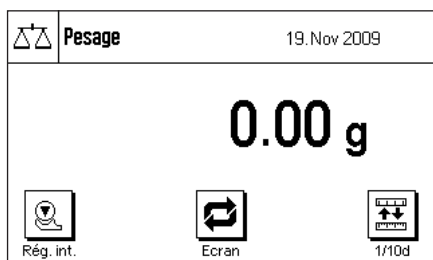 Pesage 19. Nov 2009
0.00 g
Rég. int. Ecran 1/10d